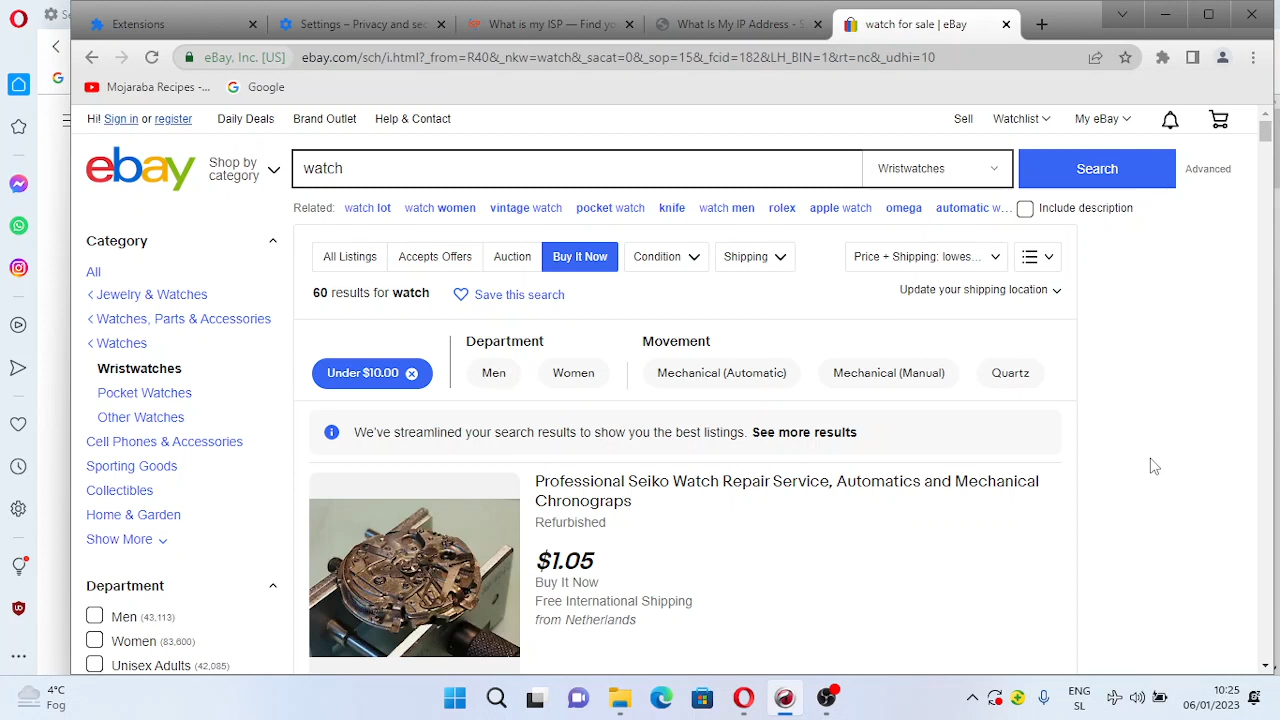 Extensions
Settings – Privacy and sec
What is my ISP — Find yo
What Is My IP Address - S
watch for sale | eBay
eBay, Inc. [US]
ebay.com/sch/i.html?_from=R40&_nkw=watch&_sacat=0&_sop=15&_fcid=182&LH_BIN=1&rt=nc&_udhi=10
Mojaraba Recipes -...
Google
Hi! Sign in or register
Daily Deals
Brand Outlet
Help & Contact
Sell
Watchlist
My eBay
ebay
Shop by
category
watch
Wristwatches
Search
Advanced
Related: watch lot watch women vintage watch pocket watch knife watch men rolex apple watch omega automatic w...
Include description
Category
All
Jewelry & Watches
Watches, Parts & Accessories
Watches
Wristwatches
Pocket Watches
Other Watches
Cell Phones & Accessories
Sporting Goods
Collectibles
Home & Garden
Show More
Department
Men (43,113)
Women (83,600)
Unisex Adults (42,085)
All Listings
Accepts Offers
Auction
Buy It Now
Condition
Shipping
Price + Shipping: lowes...
60 results for watch
Save this search
Update your shipping location
Under $10.00
Department
Men
Women
Movement
Mechanical (Automatic)
Mechanical (Manual)
Quartz
We've streamlined your search results to show you the best listings. See more results
Professional Seiko Watch Repair Service, Automatics and Mechanical
Chronograps
Refurbished
$1.05
Buy It Now
Free International Shipping
from Netherlands
4°C
Fog
ENG
SL
10:25
06/01/2023